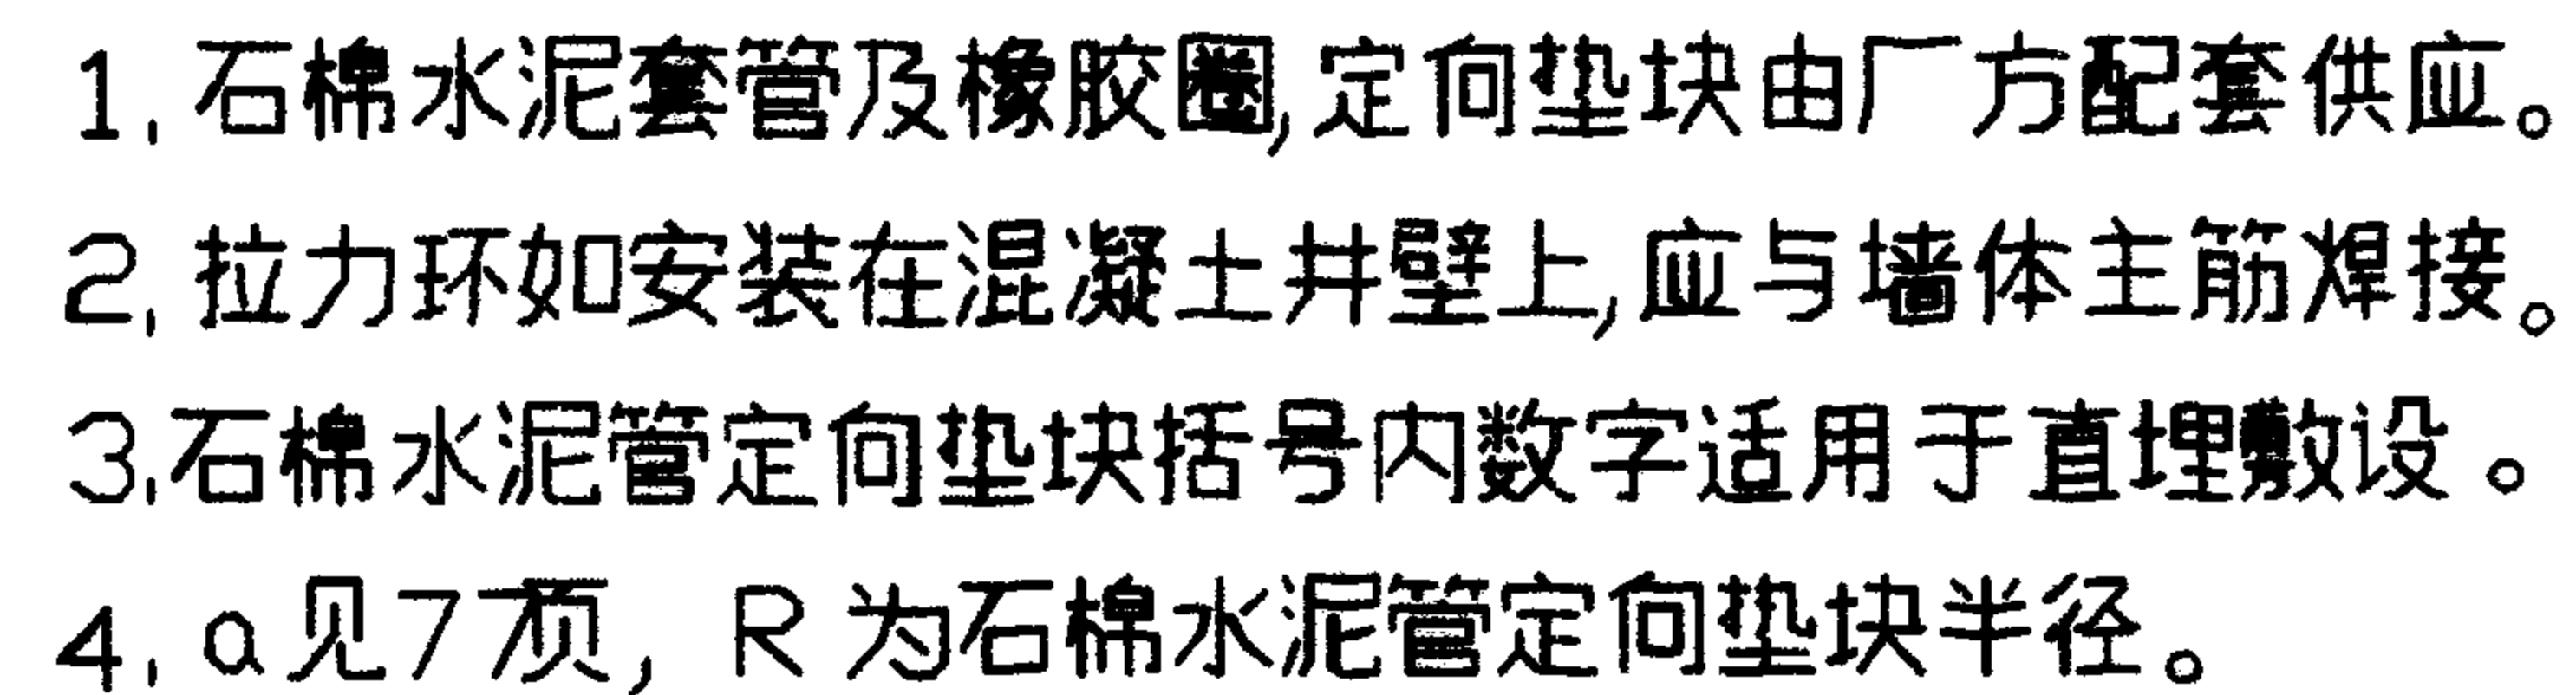 1, 石棉水泥套管及橡胶圈,定向垫块由厂方配套供应。
2, 拉力环如安装在混凝土井壁上,应与墙体主筋焊接。
3,石棉水泥管定向垫块括号内数字适用于直埋敷设。
4, a见7页, R为石棉水泥管定向垫块半径。